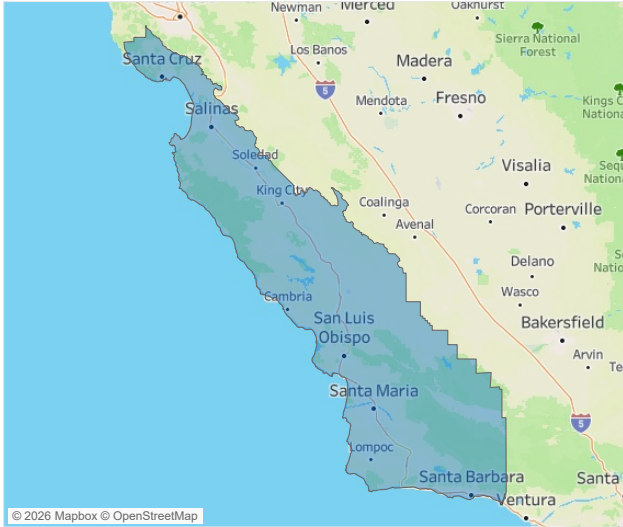 Newman
Merced
Oakhurst
Sierra National
Forest
Santa Cruz
Los Banos
Madera
5
Mendota
Fresno
Kings C
Nationa
Salinas
Soledad
Visalia
Sequ
Nation
King City
Coalinga
Corcoran
Porterville
Avenal
Delano
Natio
Cambria
Wasco
San Luis
Obispo
Bakersfield
Arvin
Te
Santa Maria
5
Lompoc
Santa Barbara
Santa
Ventura
© 2026 Mapbox © OpenStreetMap